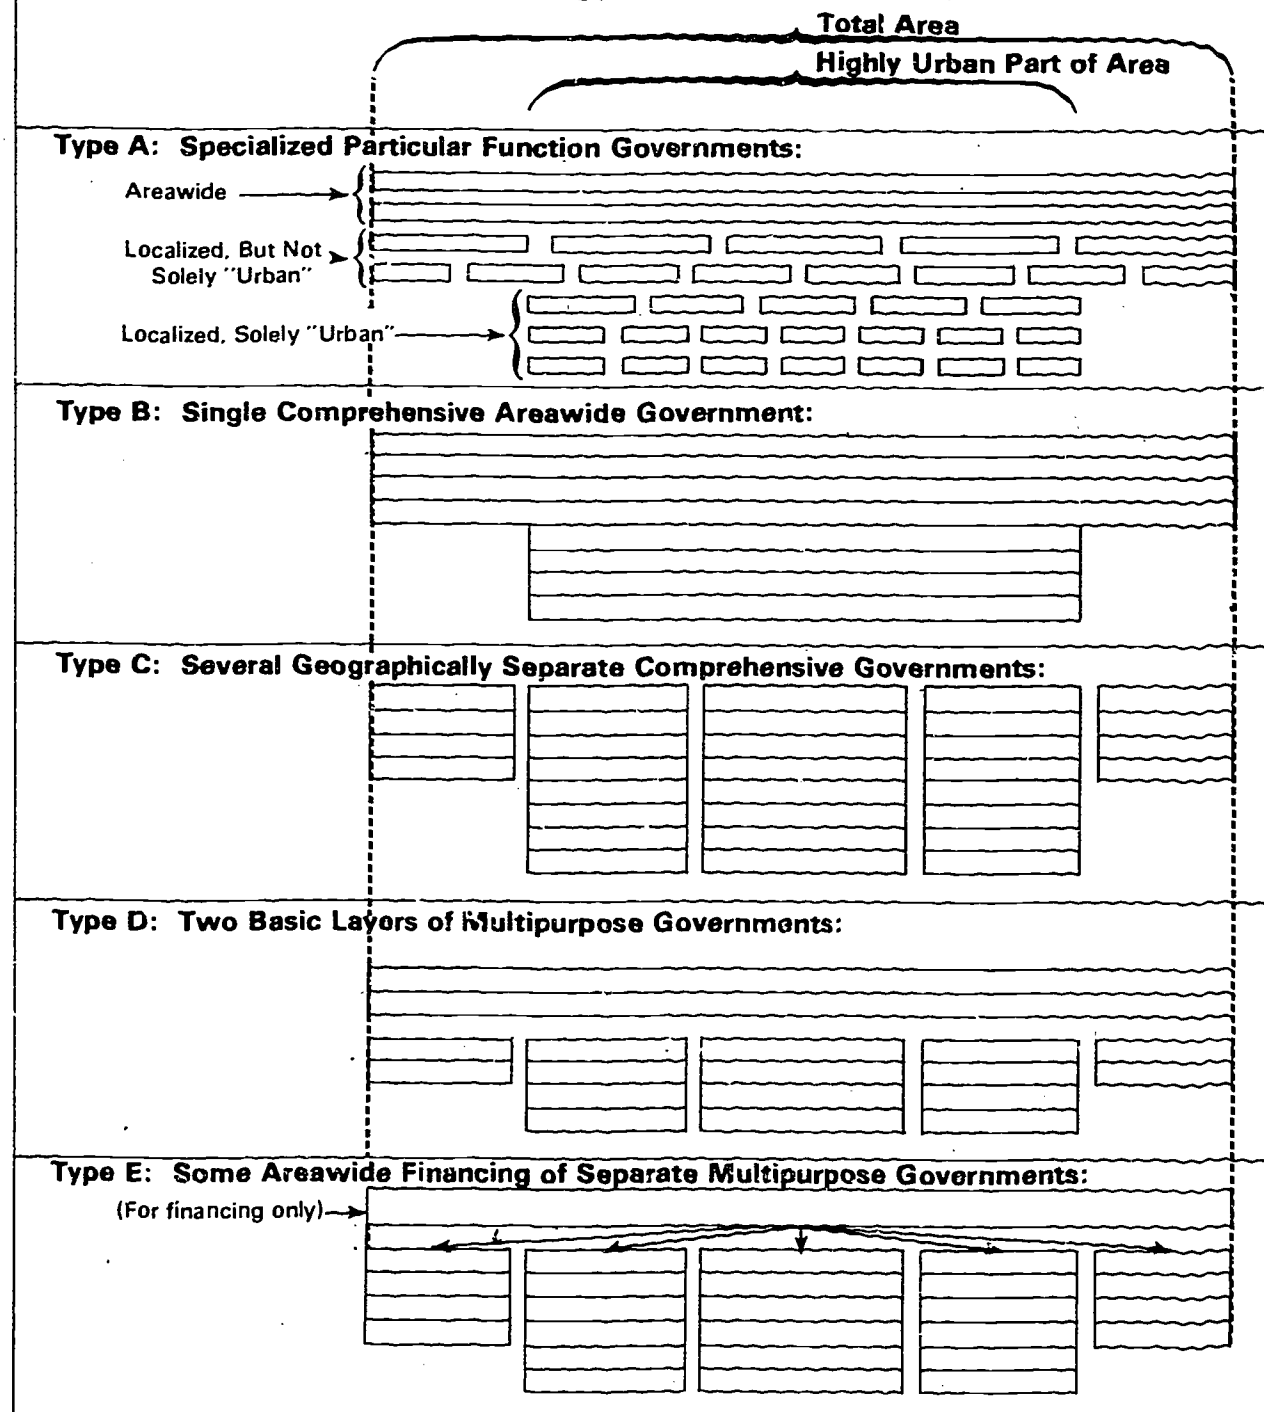 Total Area
Highly Urban Part of Area
Type A: Specialized Particular Function Governments:
Areawide
Localized, But Not
Solely "Urban"
Localized, Solely "Urban"
Type B: Single Comprehensive Areawide Government:
Type C: Several Geographically Separate Comprehensive Governments:
Type D: Two Basic Layers of Multipurpose Governments:
Type E: Some Areawide Financing of Separate Multipurpose Governments:
(For financing only)